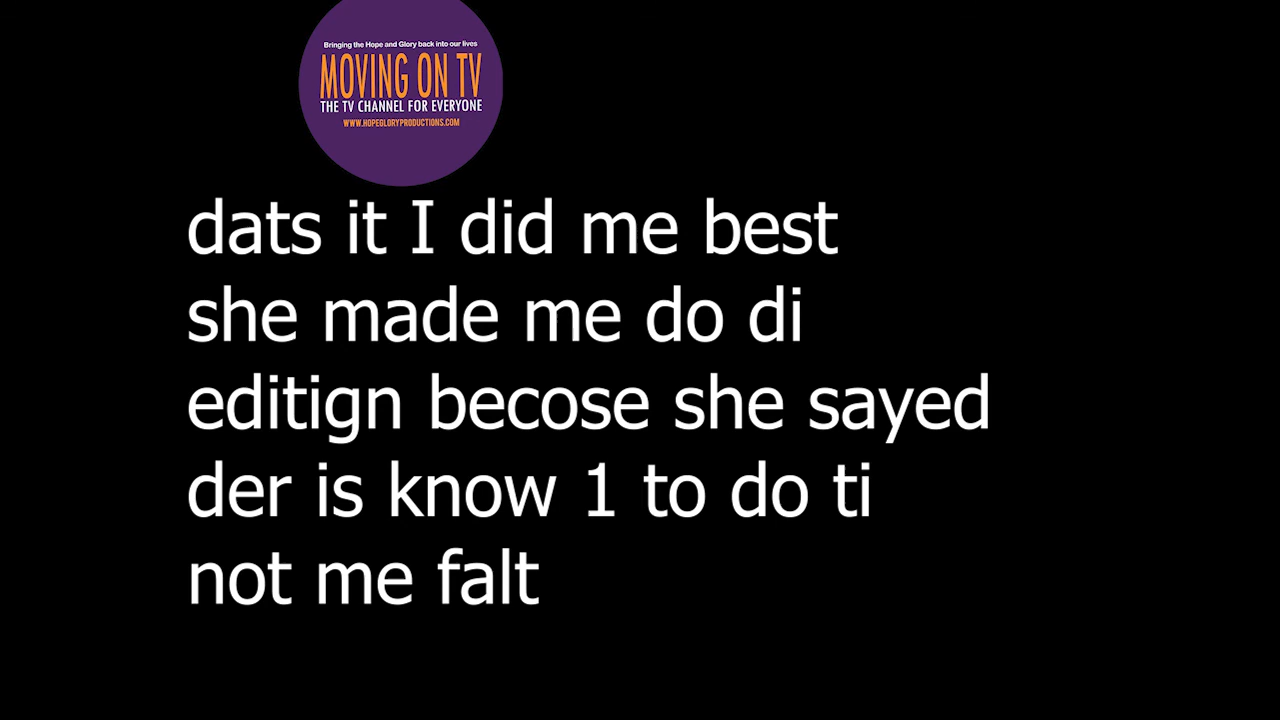 Bringing the Hope and Glory back into our lives
MOVING ON TV
THE TV CHANNEL FOR EVERYONE
WWW.HOPEGLORYPRODUCTIONS.COM
dats it I did me best
she made me do di
editign becose she sayed
der is know 1 to do ti
not me falt